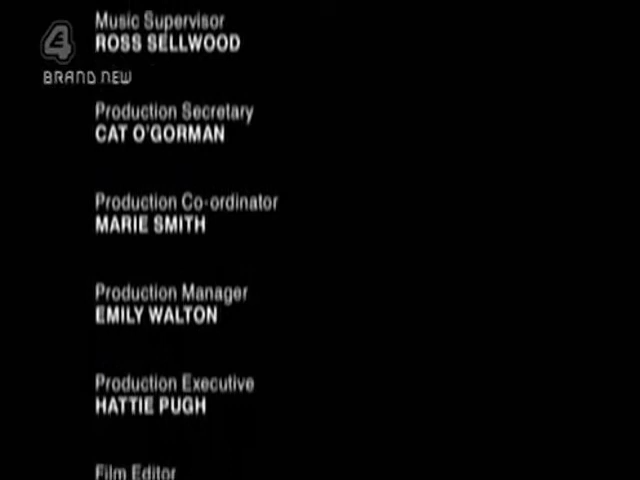 Music Supervisor
ROSS SELLWOOD
4
BRAND NEW
Production Secretary
CAT O'GORMAN
Production Co-ordinator
MARIE SMITH
Production Manager
EMILY WALTON
Production Executive
HATTIE PUGH
Film Editor